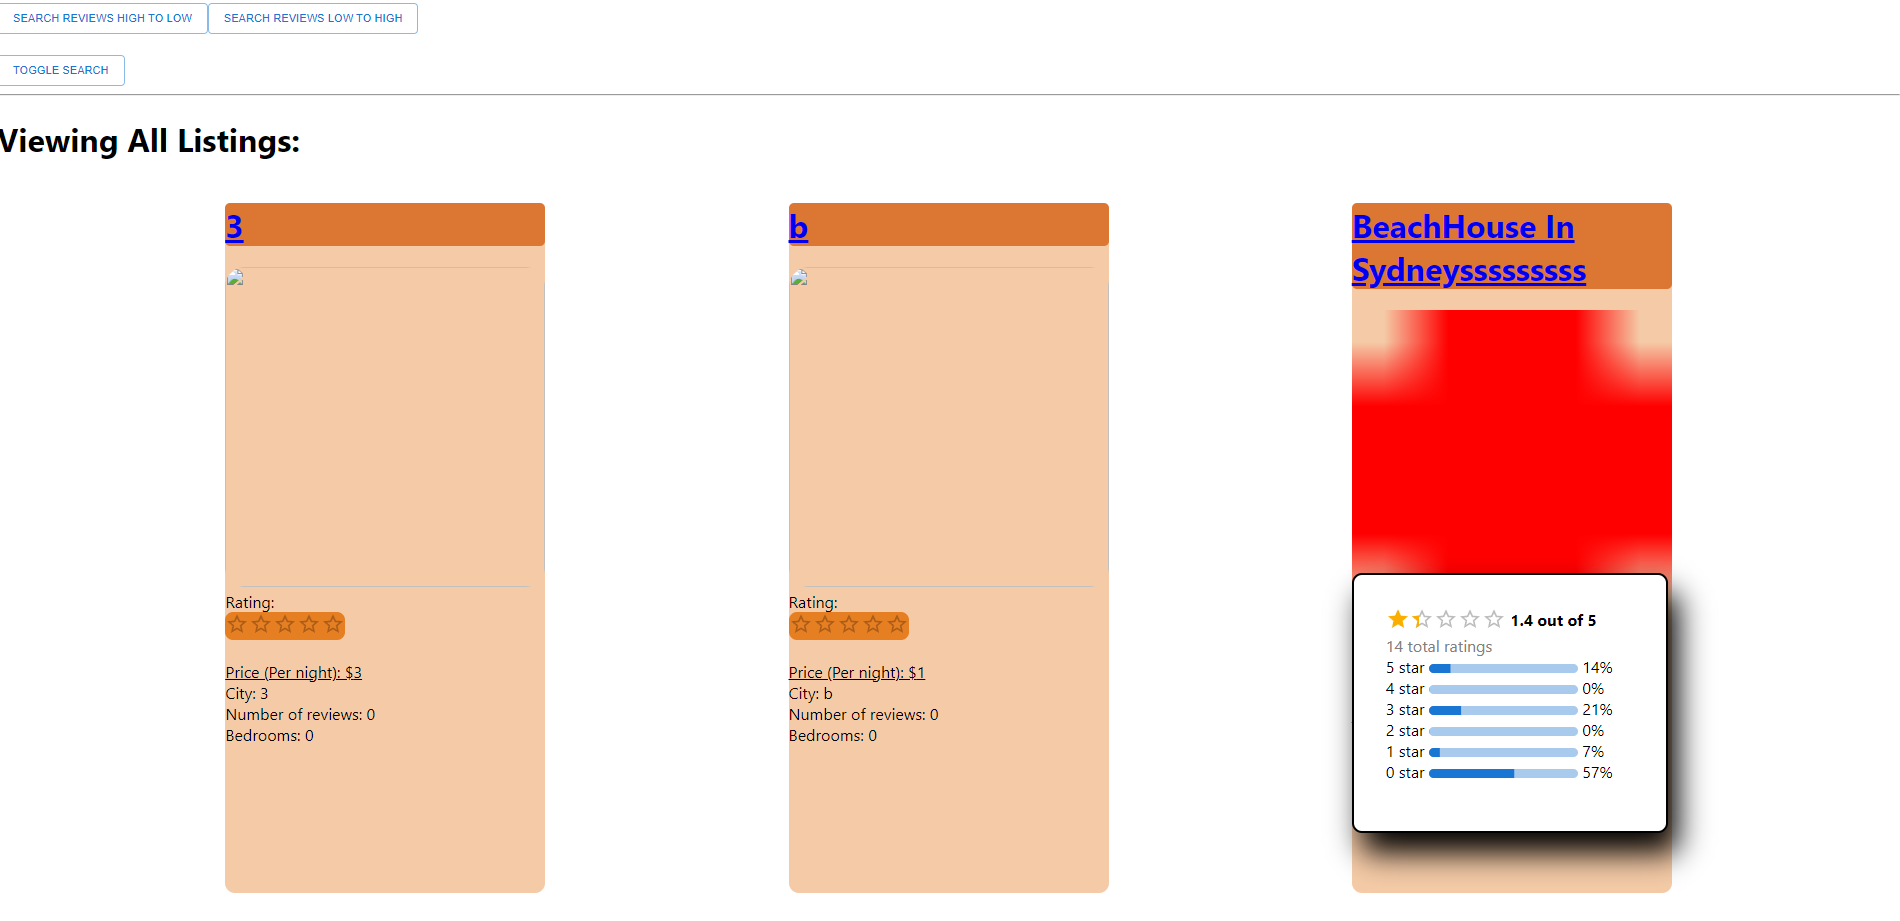 SEARCH REVIEWS HIGH TO LOW SEARCH REVIEWS LOW TO HIGH
TOGGLE SEARCH
Viewing All Listings:
3
Rating:
Price (Per night): $3
City: 3
Number of reviews: 0
Bedrooms: 0
b
Rating:
Price (Per night): $1
City: b
Number of reviews: 0
Bedrooms: 0
BeachHouse In
Sydneysssssssss
1.4 out of 5
14 total ratings
5 star 14%
4 star 0%
3 star 21%
2 star 0%
1 star 7%
0 star 57%